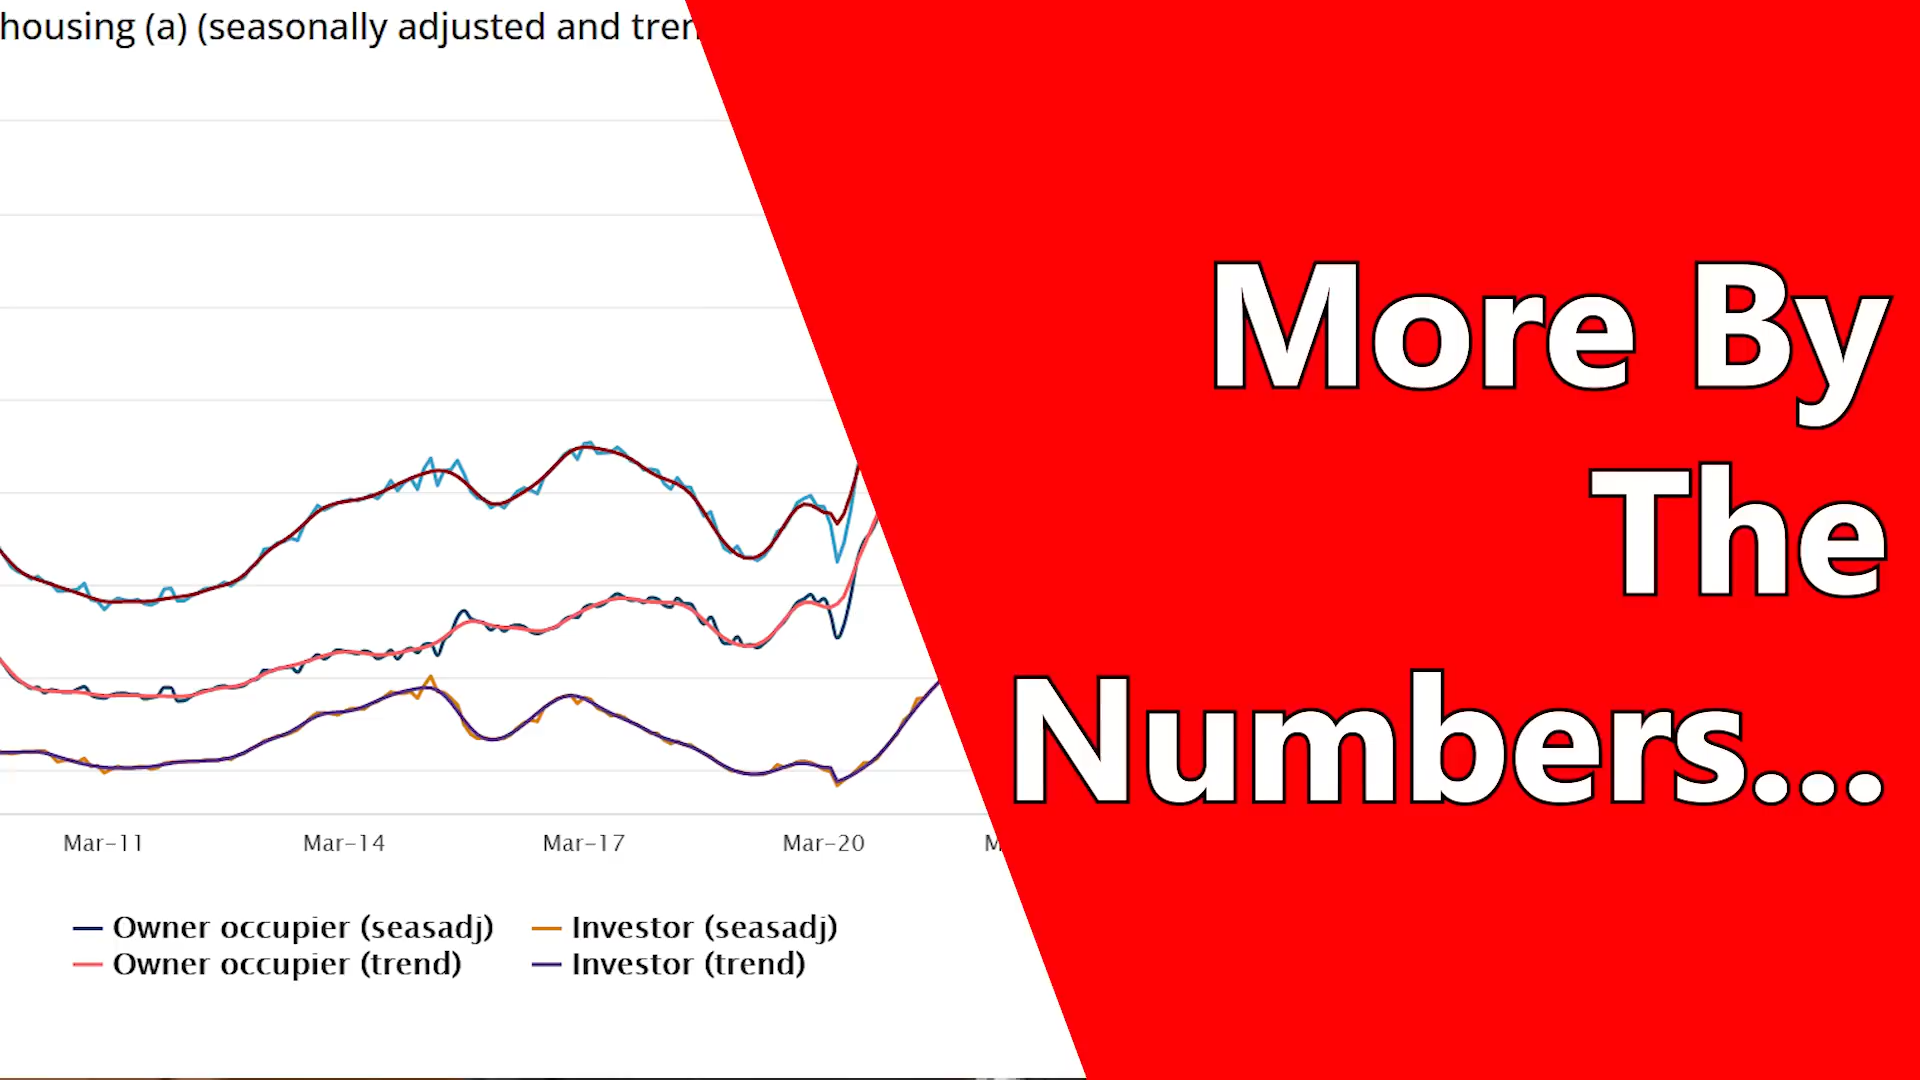 housing (a) (seasonally adjusted and tren
More By
The
Numbers...
Mar-11 Mar-14 Mar-17 Mar-20 M
Owner occupier (seasadj) Investor (seasadj)
Owner occupier (trend) Investor (trend)